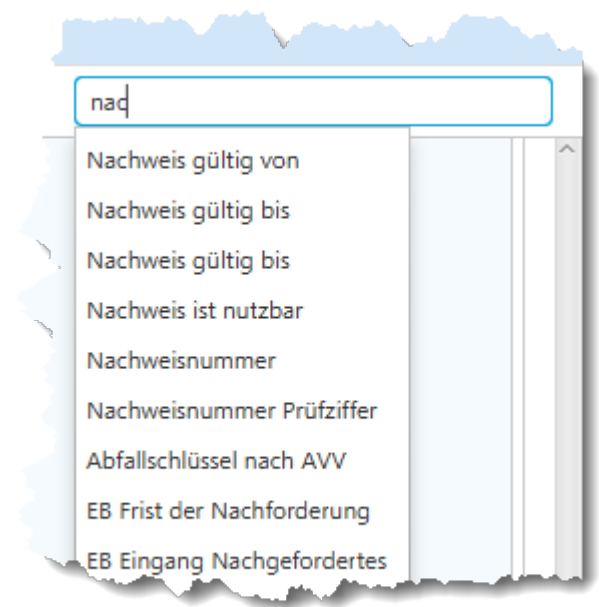 nac
Nachweis gültig von
Nachweis gültig bis
Nachweis gültig bis
Nachweis ist nutzbar
Nachweisnummer
Nachweisnummer Prüfziffer
Abfallschlüssel nach AVV
EB Frist der Nachforderung
EB Eingang Nachgefordertes